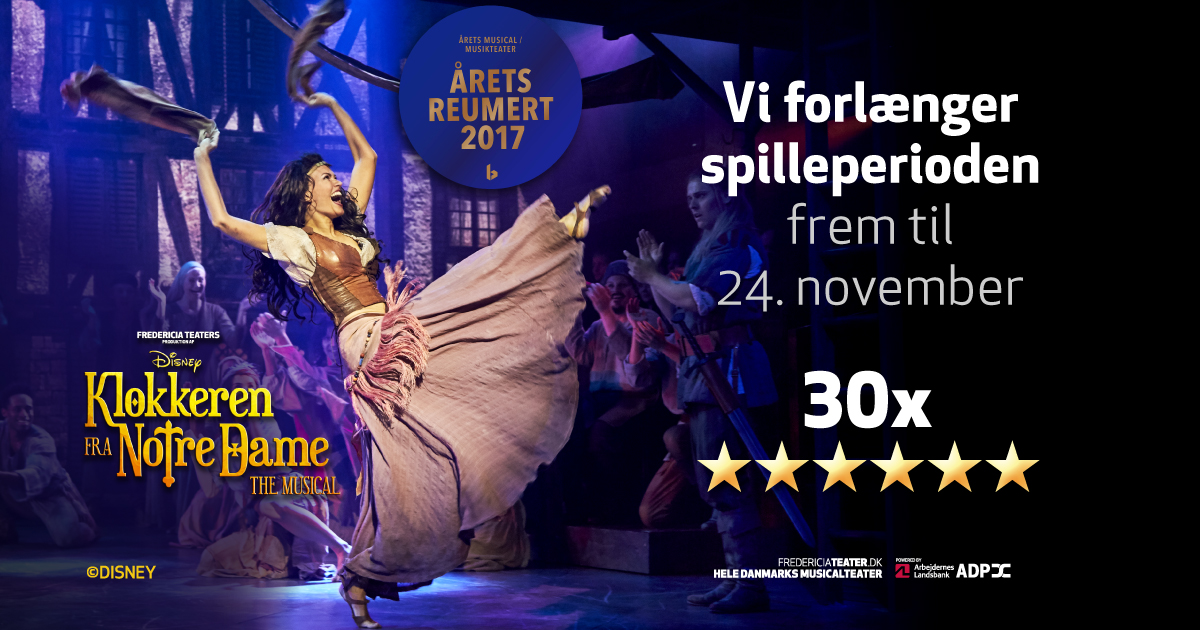 ÅRETS MUSICAL /
MUSIKTEATER
ÅRETS
REUMERT
2017
Vi forlænger
spilleperioden
frem til
24. november
30x
FREDERICIA TEATERS
PRODUKTION AF
Disney
Klokkeren
FRA Notre Dame
THE MUSICAL
©DISNEY
FREDERICIATEATER.DK
HELE DANMARKS MUSICALTEATER
POWERED BY
Arbejdernes
Landsbank
ADP